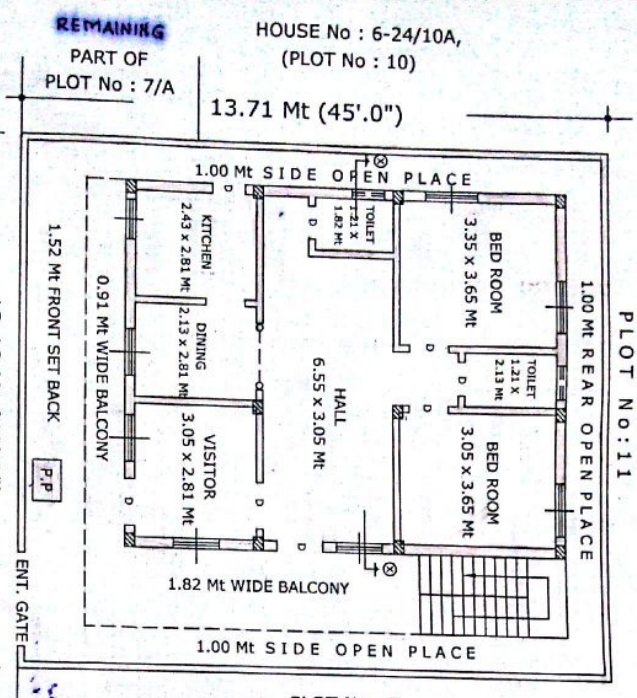 REMAINING
PART OF
PLOT No : 7/A
HOUSE No : 6-24/10A,
(PLOT No : 10)
13.71 Mt (45'.0")
1.00 Mt SIDE OPEN PLACE
KITCHEN
2.43 x 2.81 Mt
D
TOILET
1.21 X
1.82 Mt
D
BED ROOM
3.35 x 3.65 Mt
1.00 Mt REAR OPEN PLACE
PLOT No:11
1.52 Mt FRONT SET BACK
0.91 Mt WIDE BALCONY
DINING
2.13 x 2.81 Mt
HALL
6.55 x 3.05 Mt
D
TOILET
1.21 X
2.13 Mt
D
D
VISITOR
3.05 x 2.81 Mt
D
D
BED ROOM
3.05 x 3.65 Mt
P.P
D
1.82 Mt WIDE BALCONY
ENT. GATE
1.00 Mt SIDE OPEN PLACE